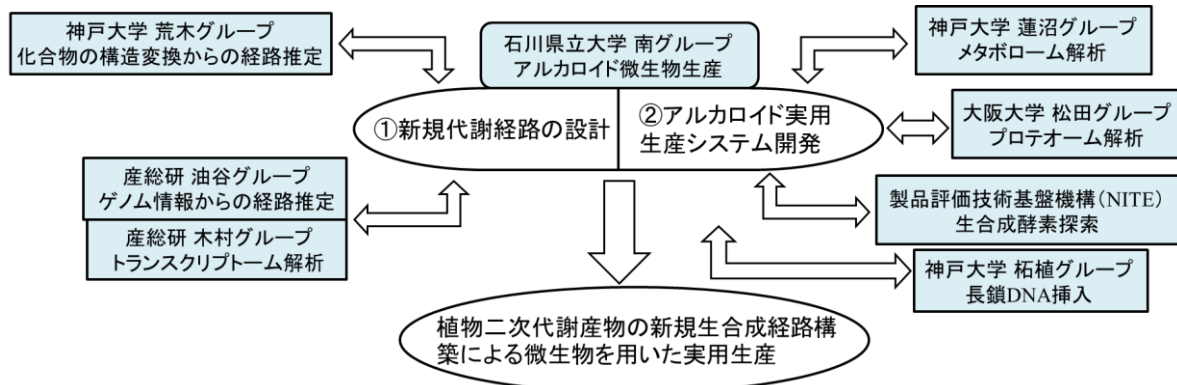 神戸大学 荒木グループ
化合物の構造変換からの経路推定
石川県立大学 南グループ
アルカロイド微生物生産
神戸大学 蓮沼グループ
メタボローム解析
①新規代謝経路の設計
②アルカロイド実用
生産システム開発
大阪大学 松田グループ
プロテオーム解析
産総研 油谷グループ
ゲノム情報からの経路推定
産総研 木村グループ
トランスクリプトーム解析
製品評価技術基盤機構（NITE）
生合成酵素探索
神戸大学 柘植グループ
長鎖DNA挿入
植物二次代謝産物の新規生合成経路構
築による微生物を用いた実用生産